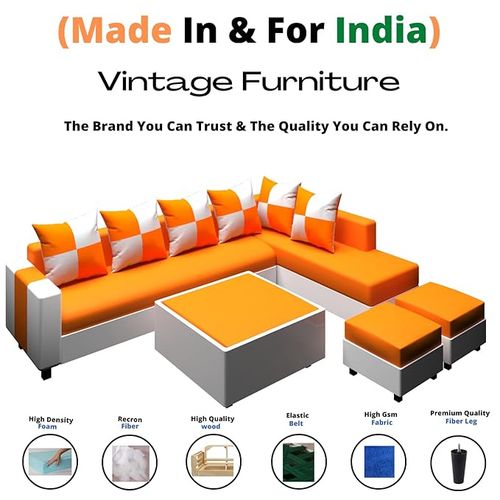 (Made In & For India)
Vintage Furniture
The Brand You Can Trust & The Quality You Can Rely On.
High Density
Foam
Recron
Fiber
High Quality
wood
Elastic
Belt
High Gsm
Fabric
Premium Quality
Fiber Leg